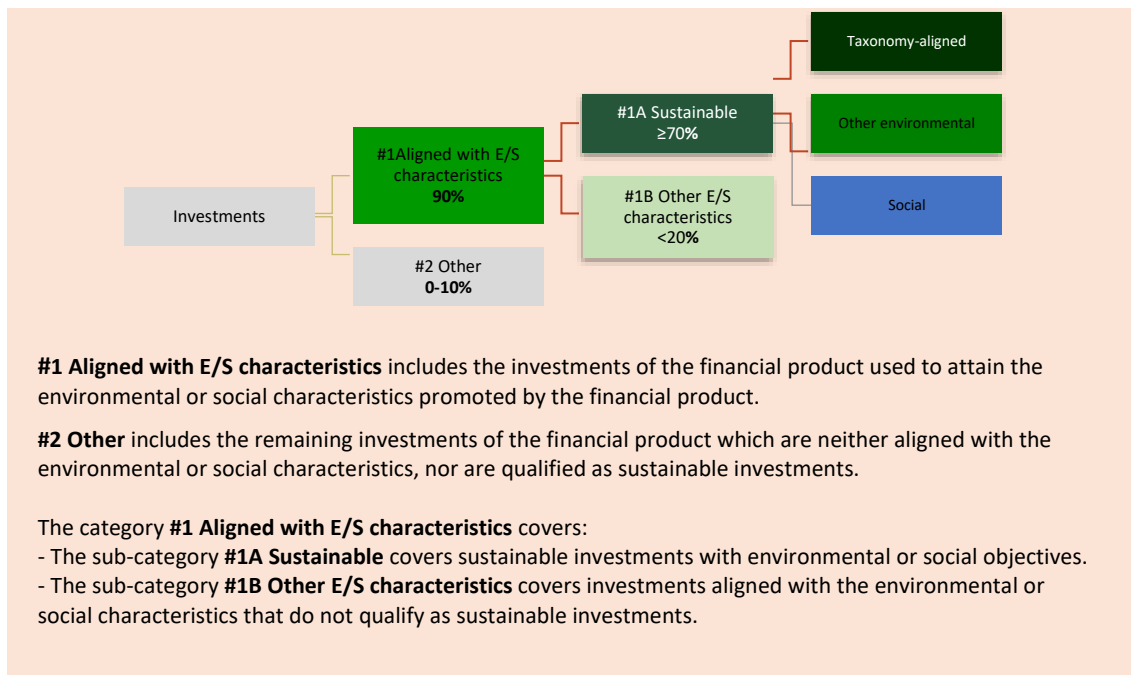 Taxonomy-aligned
#1A Sustainable
≥70%
Other environmental
#1Aligned with E/S
characteristics
90%
#1B Other E/S
characteristics
<20%
Social
Investments
#2 Other
0-10%
#1 Aligned with E/S characteristics includes the investments of the financial product used to attain the
environmental or social characteristics promoted by the financial product.
#2 Other includes the remaining investments of the financial product which are neither aligned with the
environmental or social characteristics, nor are qualified as sustainable investments.
The category #1 Aligned with E/S characteristics covers:
- The sub-category #1A Sustainable covers sustainable investments with environmental or social objectives.
- The sub-category #1B Other E/S characteristics covers investments aligned with the environmental or
social characteristics that do not qualify as sustainable investments.